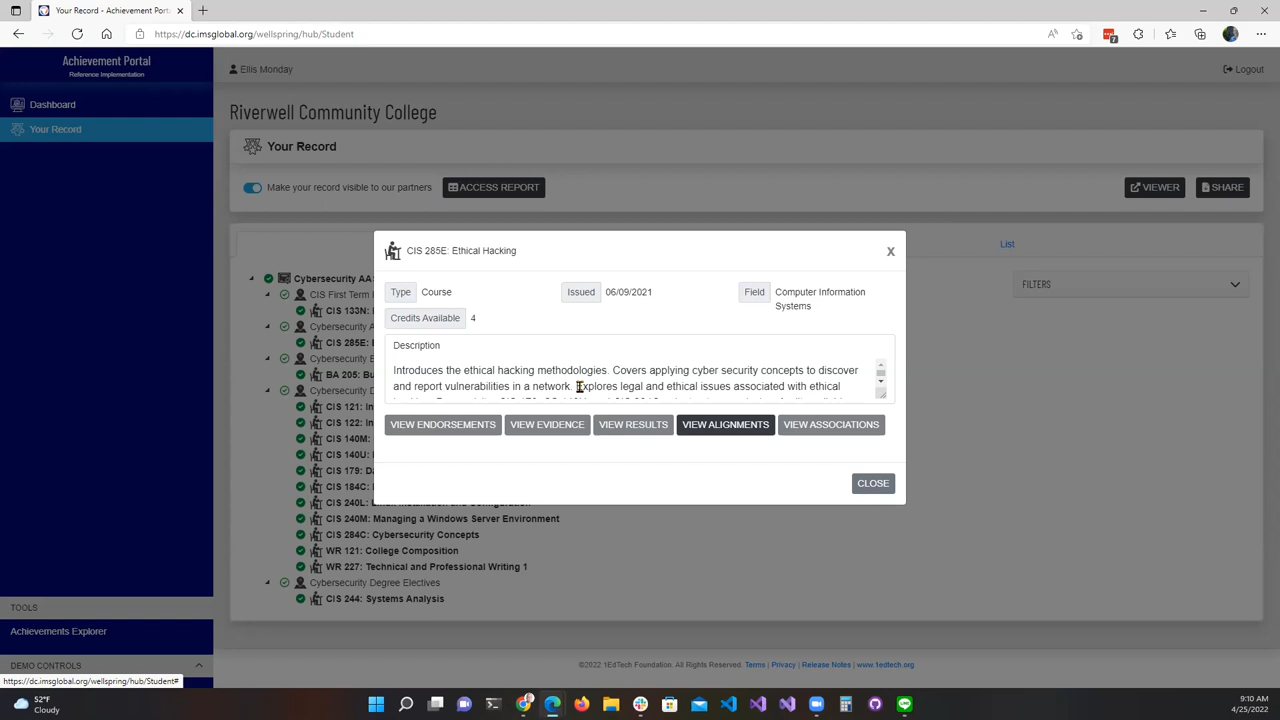 Your Record - Achievement Portal
https://dc.imsglobal.org/wellspring/hub/Student
7
Achievement Portal
Reference Implementation
Dashboard
Your Record
Ellis Monday
Logout
Riverwell Community College
Your Record
Make your record visible to our partners
ACCESS REPORT
VIEWER
SHARE
List
FILTERS
Cybersecurity AA
CIS First Term
CIS 133N:
Cybersecurity A
CIS 285E:
Cybersecurity E
BA 205:
CIS 121:
CIS 122:
CIS 140M:
CIS 140U:
CIS 179:
CIS 184C:
CIS 240L:
CIS 240M: Managing a Windows Server Environment
CIS 284C: Cybersecurity Concepts
WR 121: College Composition
WR 227: Technical and Professional Writing 1
Cybersecurity Degree Electives
CIS 244: Systems Analysis
CIS 285E: Ethical Hacking
X
Type Course
Issued 06/09/2021
Field Computer Information Systems
Credits Available 4
Description
Introduces the ethical hacking methodologies. Covers applying cyber security concepts to discover
and report vulnerabilities in a network. Explores legal and ethical issues associated with ethical
VIEW ENDORSEMENTS
VIEW EVIDENCE
VIEW RESULTS
VIEW ALIGNMENTS
VIEW ASSOCIATIONS
CLOSE
TOOLS
Achievements Explorer
DEMO CONTROLS
https://dc.imsglobal.org/wellspring/hub/Student#
©2022 1EdTech Foundation. All Rights Reserved. Terms | Privacy | Release Notes | www.1edtech.org
52°F
Cloudy
9:10 AM
4/25/2022